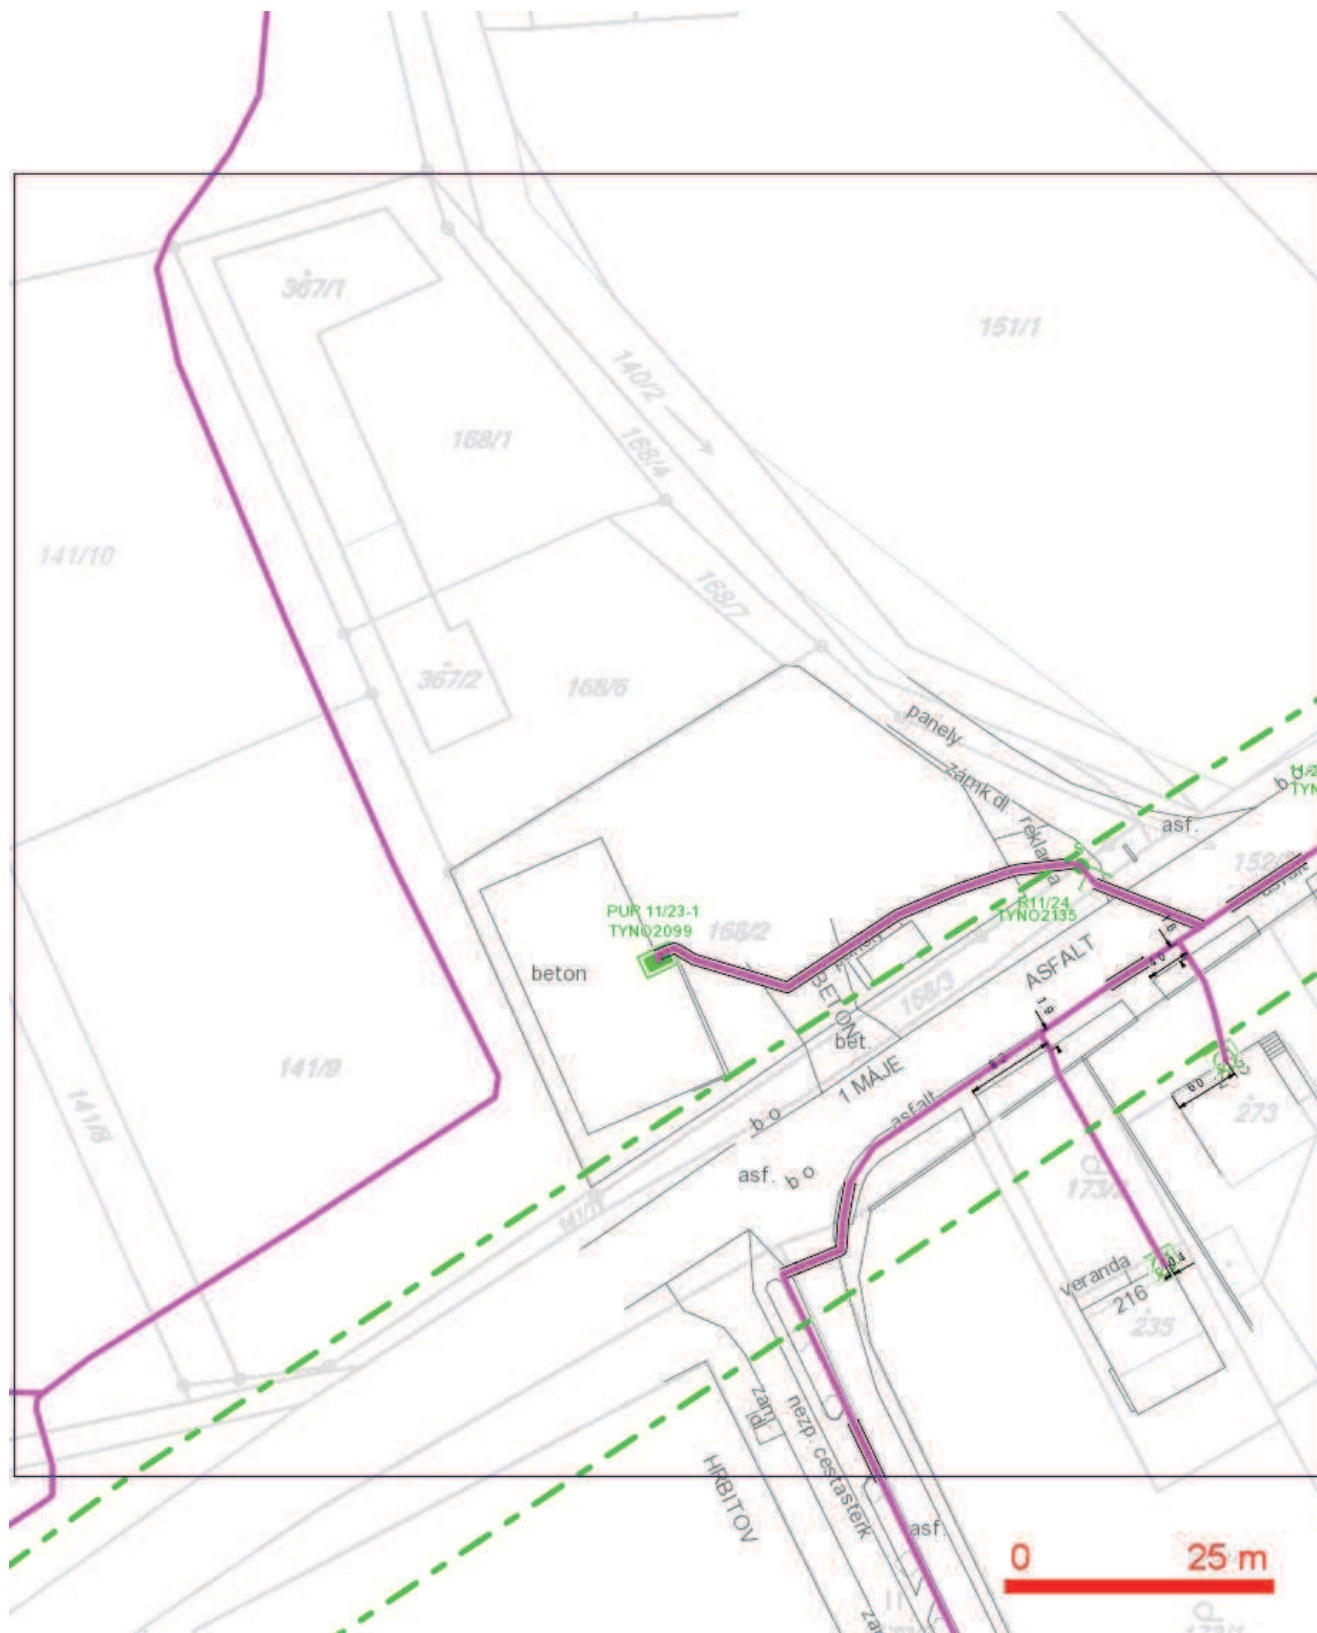 367/1
151/1
140/2
168/1
168/4
141/10
168/7
367/2
168/6
panely
zámk.dl.
reklama
asf.
b o
PUR 11/23-1
TYNO2099
168/2
R11/24
TYNO2135
ASFALT
beton
BETON
168/3
bet.
1 MÁJE
asfalt
141/9
141/8
b o
asf.
b o
273
173/2
veranda
216
235
zam
dl
nezp. cesta
sterk
HRBITOV
asf.
0 25 m